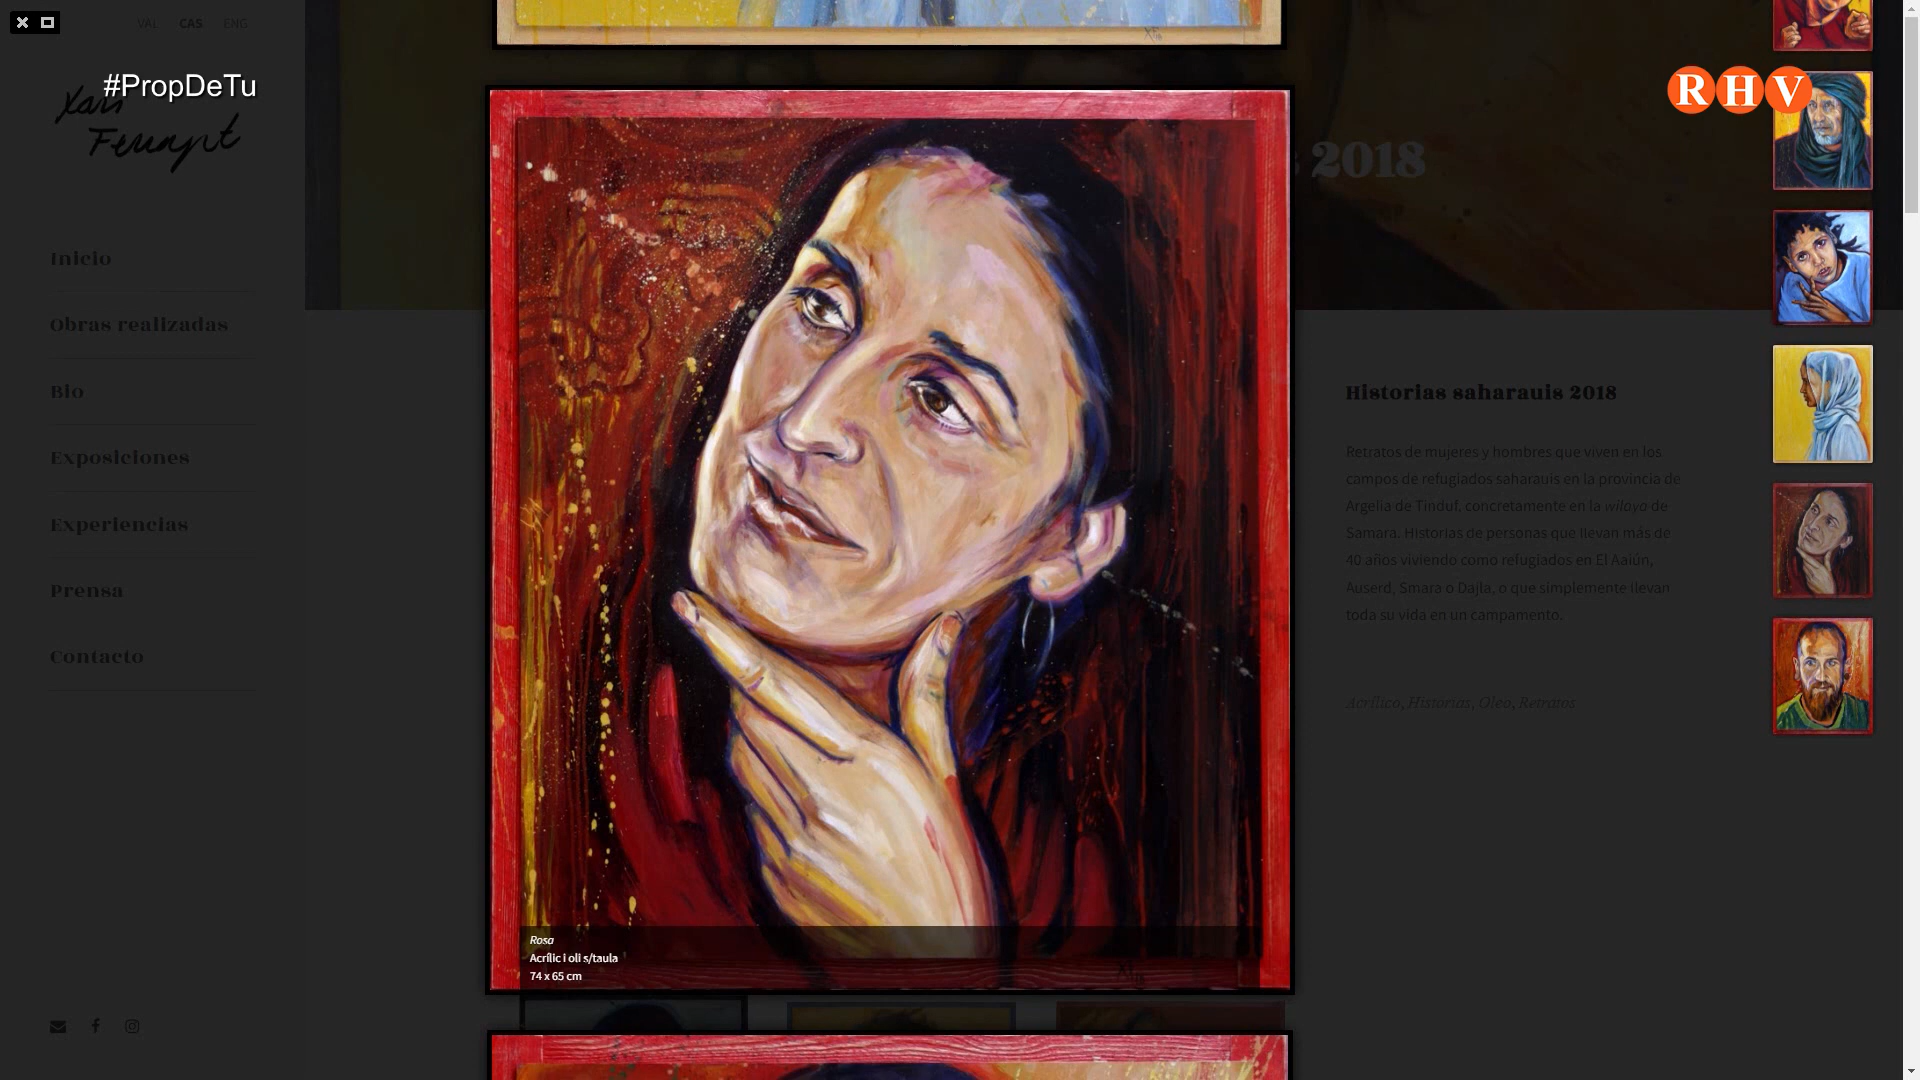 VAL CAS ENG
#PropDeTu
Xavi
Ferragut
R H V
s 2018
Inicio
Obras realizadas
Bio
Exposiciones
Experiencias
Prensa
Contacto
Historias saharauis 2018
Retratos de mujeres y hombres que viven en los
campos de refugiados saharauis en la provincia de
Argelia de Tinduf, concretamente en la wilaya de
Samara. Historias de personas que llevan más de
40 años viviendo como refugiados en El Aaiún,
Auserd, Smara o Dajla, o que simplemente llevan
toda su vida en un campamento.
Acrílico, Historias, Oleo, Retratos
Rosa
Acrílic i oli s/taula
74 x 65 cm